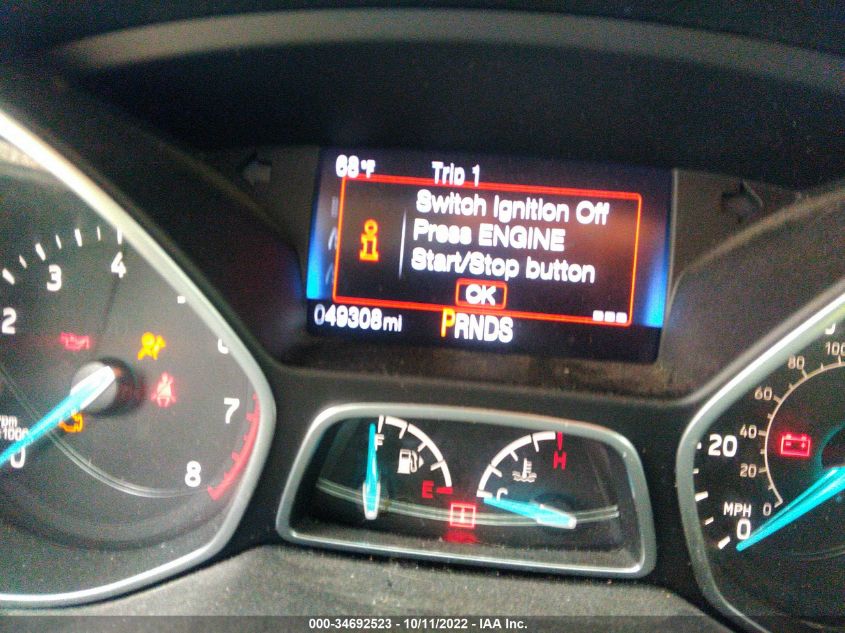 68°F Trip 1
Switch Ignition Off
Press ENGINE
Start/Stop button
OK
049308mi PRNDS
2 3 4 7 8
0
F E
C H
20
0
MPH
0 20 40 60 80 100
000-34692523 - 10/11/2022 - IAA Inc.